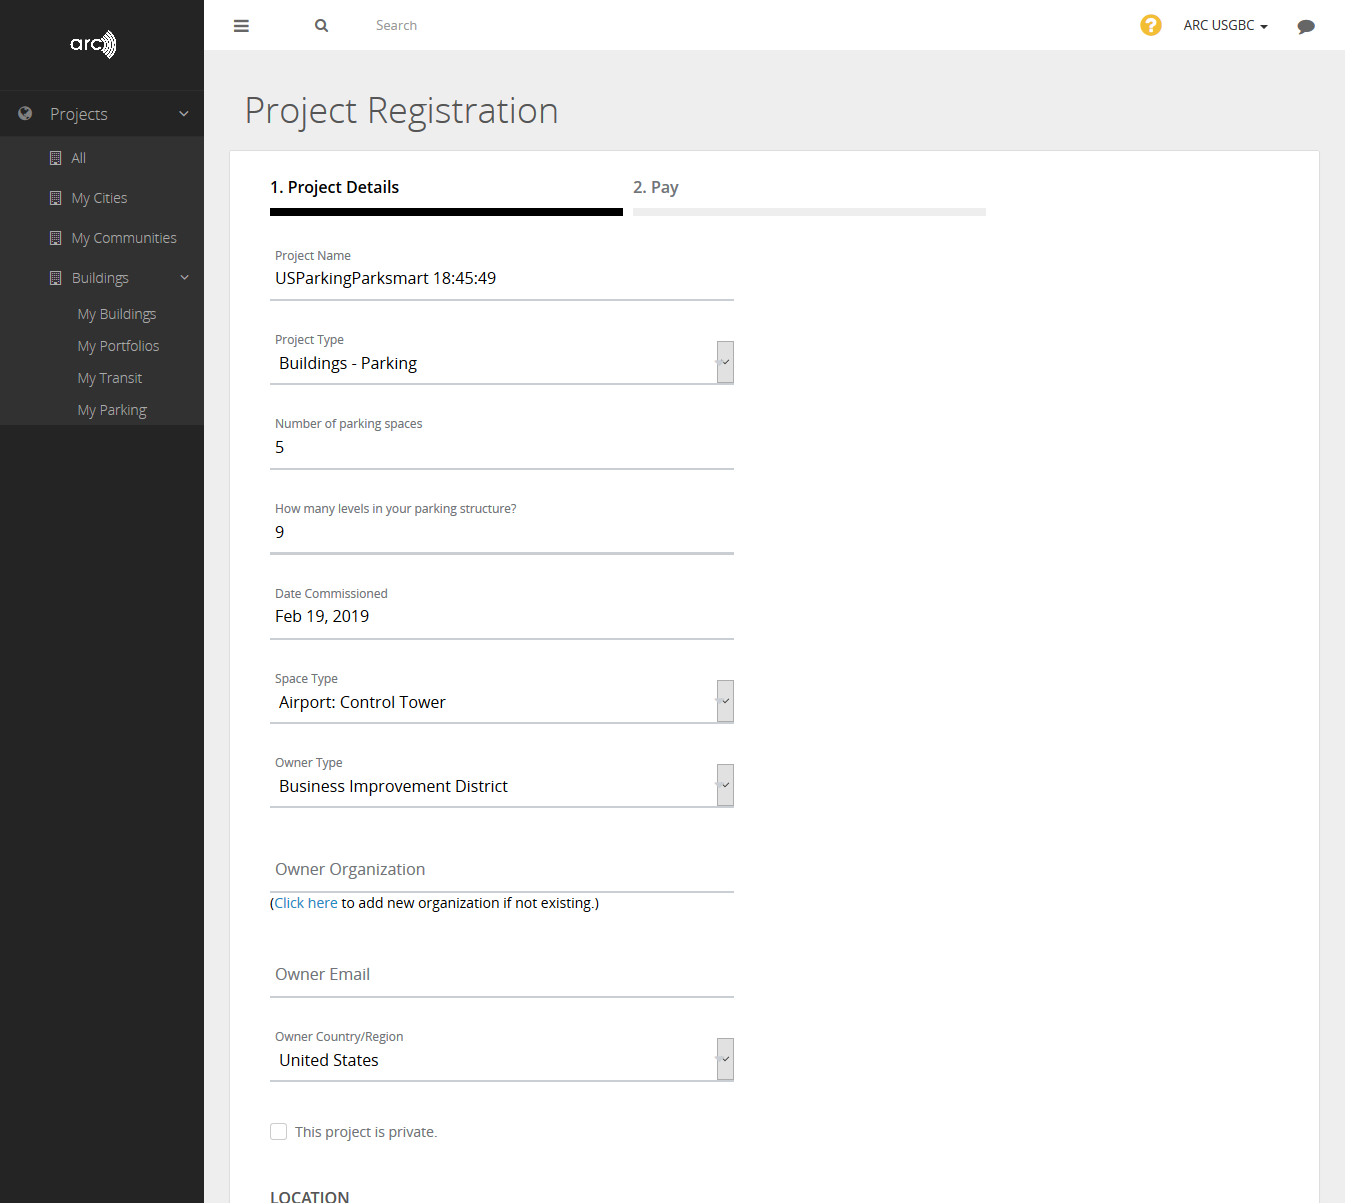 arc
Search
ARC USGBC
Projects
All
My Cities
My Communities
Buildings
My Buildings
My Portfolios
My Transit
My Parking
Project Registration
1. Project Details
2. Pay
Project Name
USParkingParksmart 18:45:49
Project Type
Buildings - Parking
Number of parking spaces
5
How many levels in your parking structure?
9
Date Commissioned
Feb 19, 2019
Space Type
Airport: Control Tower
Owner Type
Business Improvement District
Owner Organization
(Click here to add new organization if not existing.)
Owner Email
Owner Country/Region
United States
This project is private.
LOCATION